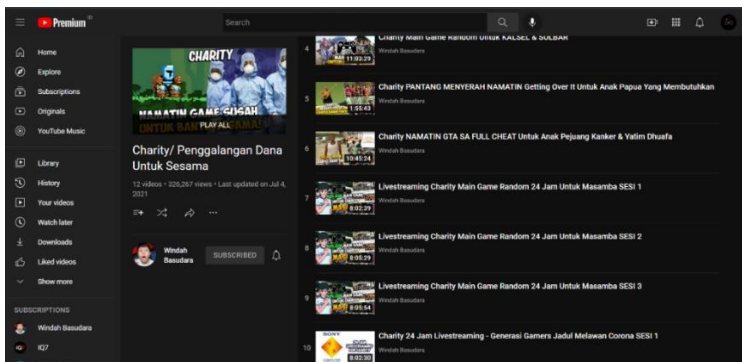 Premium ID
Search
Home
Explore
Subscriptions
Originals
YouTube Music
Library
History
Your videos
Watch later
Downloads
Liked videos
Show more
SUBSCRIPTIONS
Windah Basudara
IQ7
CHARITY
NAMATIN GAME SUSAH
PLAY ALL
Charity/ Penggalangan Dana
Untuk Sesama
12 videos • 326,267 views • Last updated on Jul 4,
2021
Windah
Basudara
SUBSCRIBED
4
11:03:29
Charity Main Game Random Untuk KALSEL & SULBAR
Windah Basudara
5
1:55:43
Charity PANTANG MENYERAH NAMATIN Getting Over It Untuk Anak Papua Yang Membutuhkan
Windah Basudara
6
10:45:24
Charity NAMATIN GTA SA FULL CHEAT Untuk Anak Pejuang Kanker & Yatim Dhuafa
Windah Basudara
7
8:02:39
Livestreaming Charity Main Game Random 24 Jam Untuk Masamba SESI 1
Windah Basudara
8
8:05:29
Livestreaming Charity Main Game Random 24 Jam Untuk Masamba SESI 2
Windah Basudara
9
8:05:54
Livestreaming Charity Main Game Random 24 Jam Untuk Masamba SESI 3
Windah Basudara
10
SONY
8:02:30
Charity 24 Jam Livestreaming - Generasi Gamers Jadul Melawan Corona SESI 1
Windah Basudara